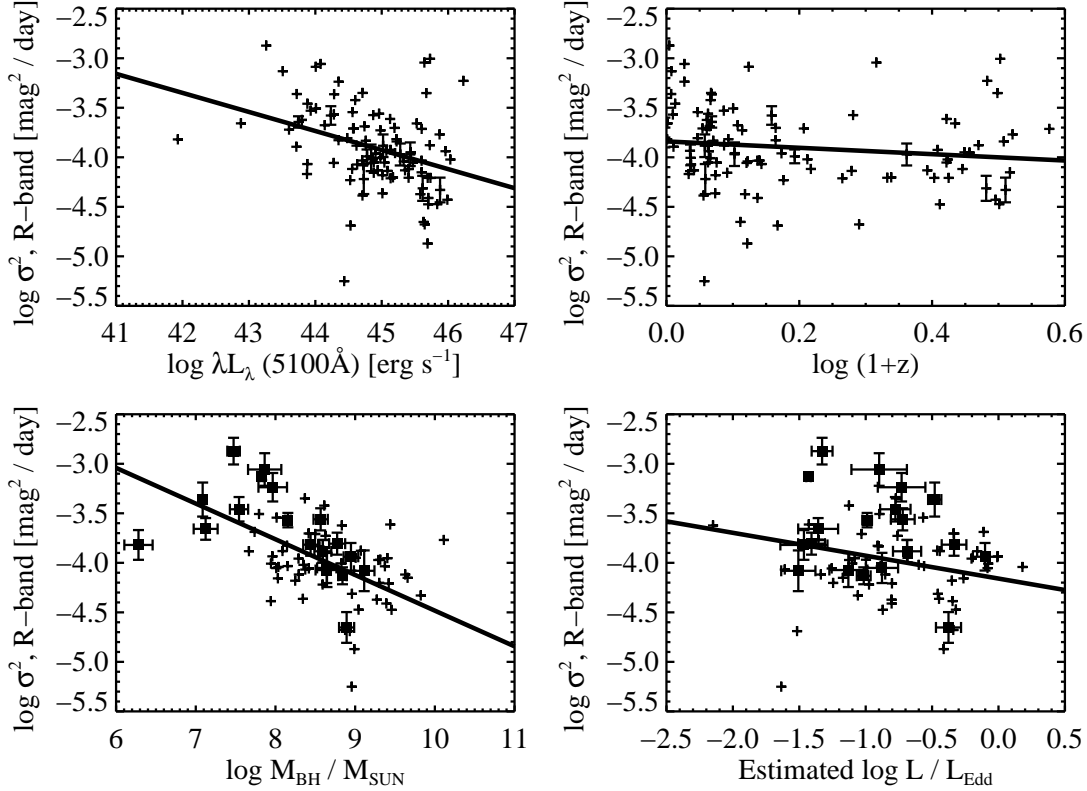 −2.5
−3.0
−3.5
−4.0
−4.5
−5.0
−5.5
log σ², R−band [mag² / day]
41 42 43 44 45 46 47
log λL_λ (5100Å) [erg s⁻¹]
−2.5
−3.0
−3.5
−4.0
−4.5
−5.0
−5.5
log σ², R−band [mag² / day]
0.0 0.2 0.4 0.6
log (1+z)
−2.5
−3.0
−3.5
−4.0
−4.5
−5.0
−5.5
log σ², R−band [mag² / day]
6 7 8 9 10 11
log M_BH / M_SUN
−2.5
−3.0
−3.5
−4.0
−4.5
−5.0
−5.5
log σ², R−band [mag² / day]
−2.5 −2.0 −1.5 −1.0 −0.5 0.0 0.5
Estimated log L / L_Edd